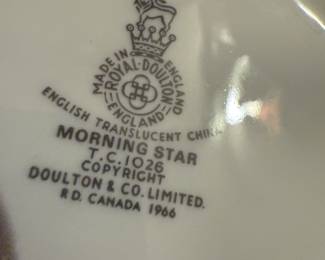 MADE IN ENGLAND
ROYAL·DOULTON
ENGLAND
ENGLISH TRANSLUCENT CHINA
MORNING STAR
T.C.1026
COPYRIGHT
DOULTON & CO. LIMITED.
RD. CANADA 1966